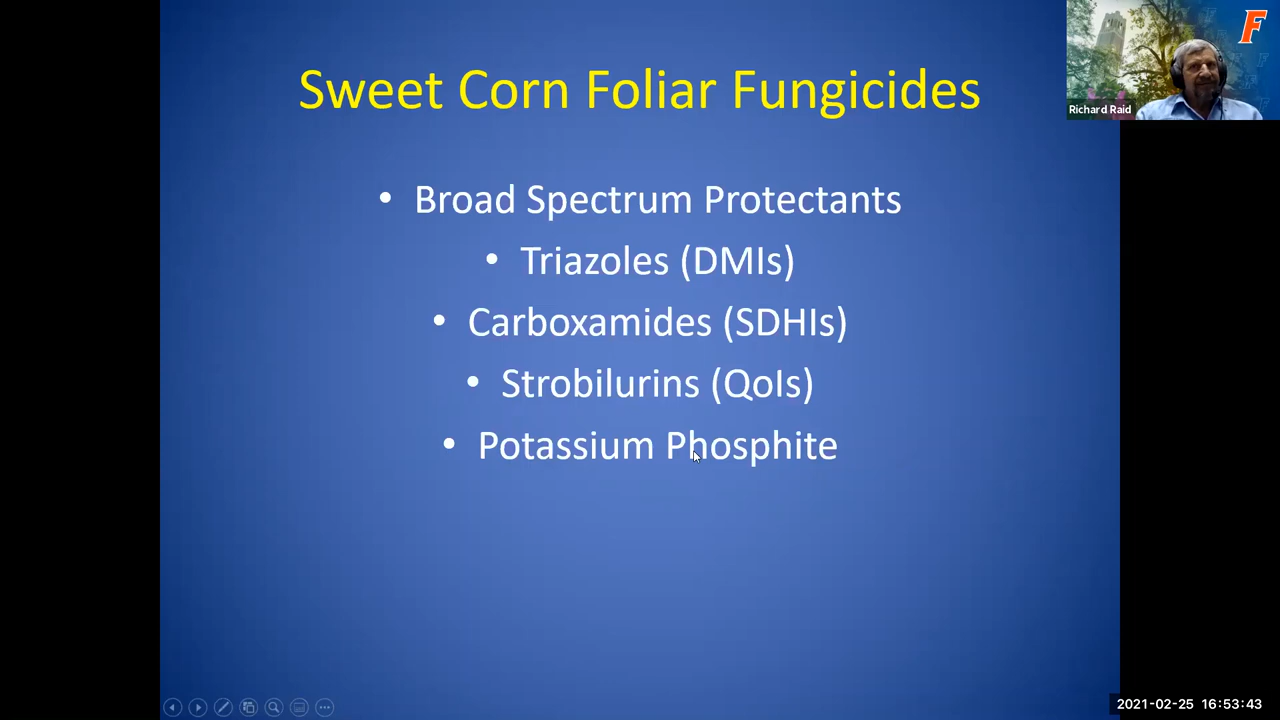 Sweet Corn Foliar Fungicides
F
Richard Raid
• Broad Spectrum Protectants
• Triazoles (DMIs)
• Carboxamides (SDHIs)
• Strobilurins (QoIs)
• Potassium Phosphite
2021-02-25 16:53:43